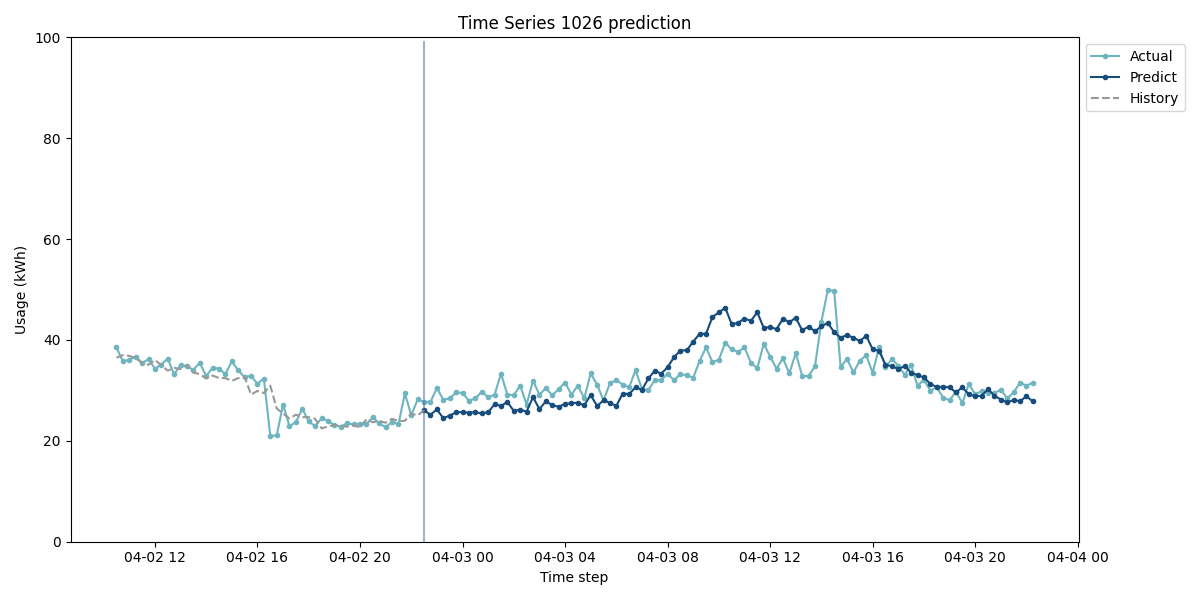 Time Series 1026 prediction
Usage (kWh)
100
80
60
40
20
0
04-02 12
04-02 16
04-02 20
04-03 00
04-03 04
04-03 08
04-03 12
04-03 16
04-03 20
04-04 00
Time step
Actual
Predict
History